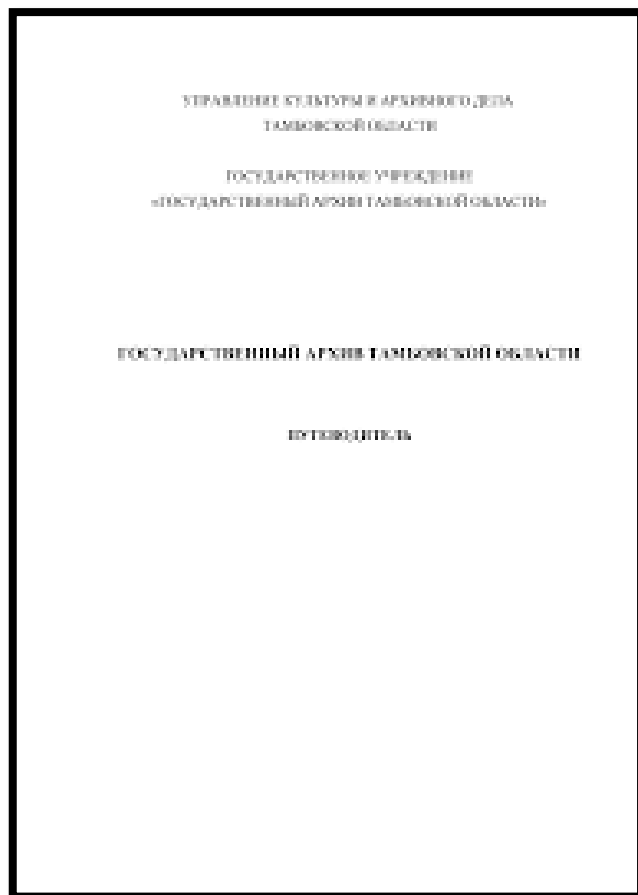 УПРАВЛЕНИЕ КУЛЬТУРЫ И АРХИВНОГО ДЕЛА
ТАМБОВСКОЙ ОБЛАСТИ
ГОСУДАРСТВЕННОЕ УЧРЕЖДЕНИЕ
«ГОСУДАРСТВЕННЫЙ АРХИВ ТАМБОВСКОЙ ОБЛАСТИ»
ГОСУДАРСТВЕННЫЙ АРХИВ ТАМБОВСКОЙ ОБЛАСТИ
ПУТЕВОДИТЕЛЬ